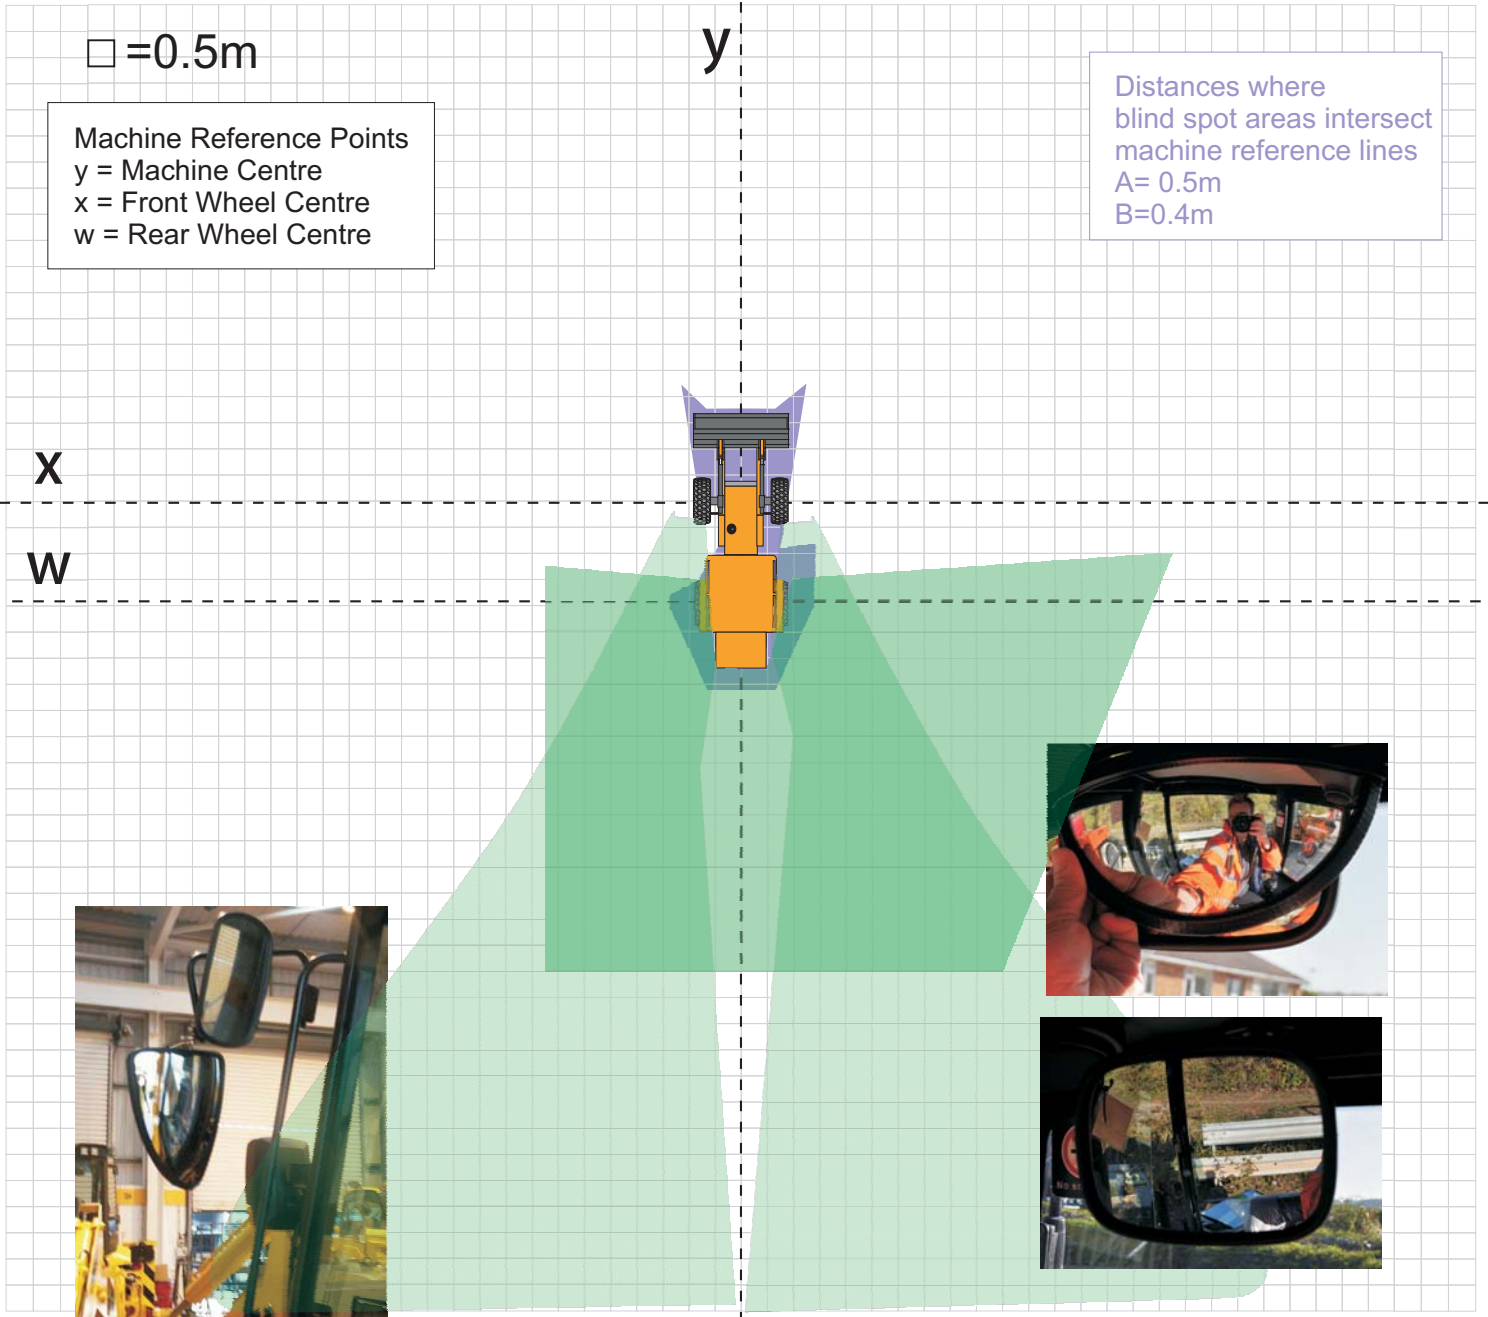 □ =0.5m
y
Machine Reference Points
y = Machine Centre
x = Front Wheel Centre
w = Rear Wheel Centre
Distances where
blind spot areas intersect
machine reference lines
A= 0.5m
B=0.4m
x
w